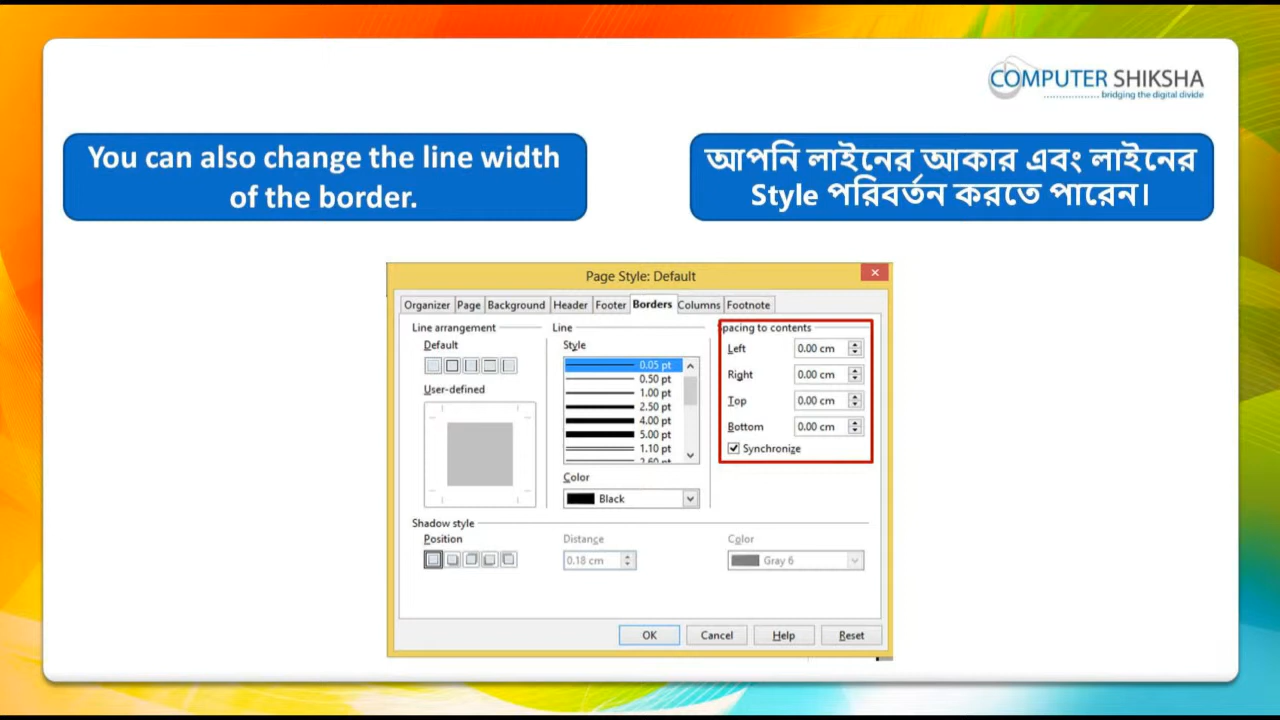 COMPUTER SHIKSHA
bridging the digital divide
You can also change the line width
of the border.
আপনি লাইনের আকার এবং লাইনের
Style পরিবর্তন করতে পারেন।
Page Style: Default
Organizer Page Background Header Footer Borders Columns Footnote
Line arrangement
Default
User-defined
Line
Style
0.05 pt
0.50 pt
1.00 pt
2.50 pt
4.00 pt
5.00 pt
1.10 pt
2.60 pt
Color
Black
Spacing to contents
Left 0.00 cm
Right 0.00 cm
Top 0.00 cm
Bottom 0.00 cm
Synchronize
Shadow style
Position
Distance
0.18 cm
Color
Gray 6
OK Cancel Help Reset